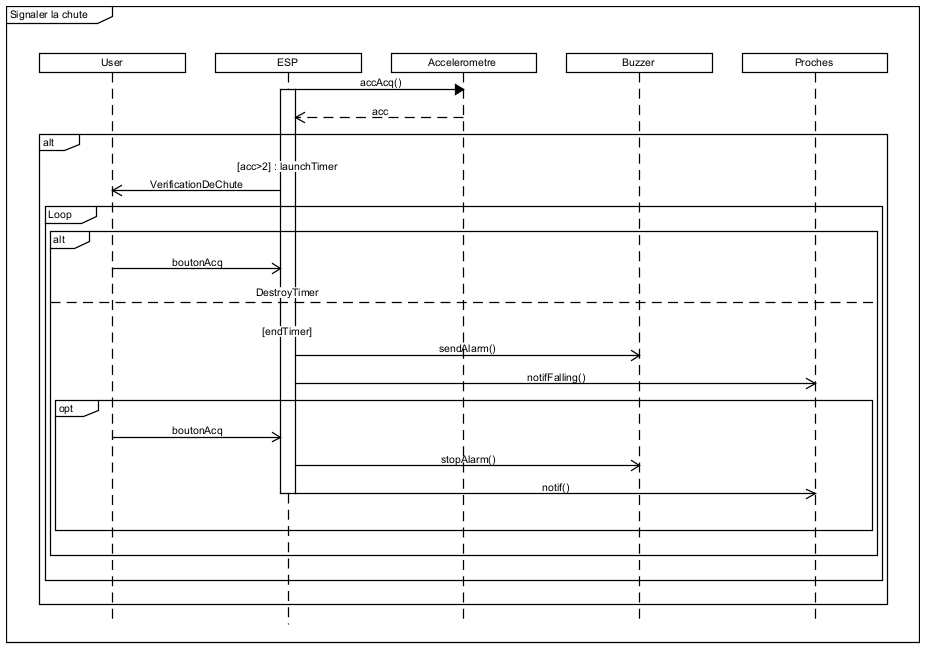 Signaler la chute
User
ESP
Accelerometre
Buzzer
Proches
accAcq()
acc
alt
[acc>2] : launchTimer
VerificationDeChute
Loop
alt
boutonAcq
DestroyTimer
[endTimer]
sendAlarm()
notifFalling()
opt
boutonAcq
stopAlarm()
notif()